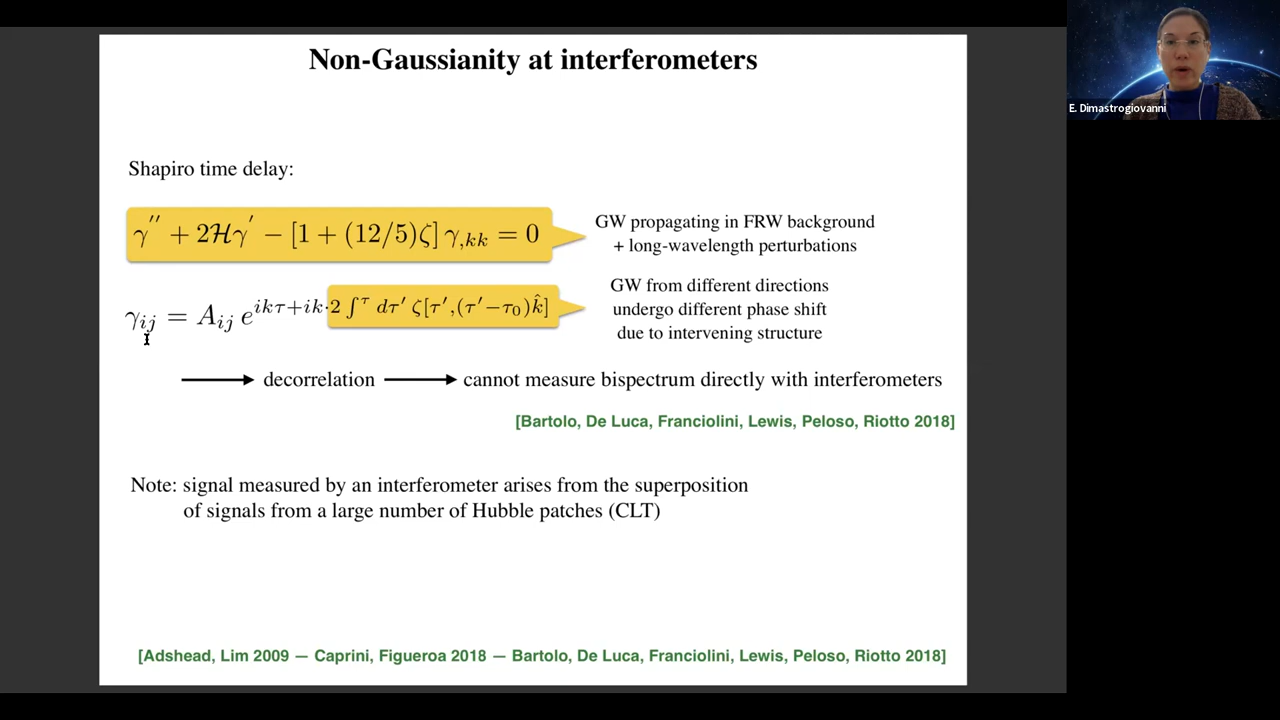 Non-Gaussianity at interferometers
E. Dimastrogiovanni
Shapiro time delay:
γ'' + 2ℋγ' − [1 + (12/5)ζ] γ,kk = 0
GW propagating in FRW background
+ long-wavelength perturbations
γij = Aij e^{ikτ+ik·2 ∫^τ dτ' ζ[τ',(τ'−τ0)k̂]}
GW from different directions
undergo different phase shift
due to intervening structure
decorrelation
cannot measure bispectrum directly with interferometers
[Bartolo, De Luca, Franciolini, Lewis, Peloso, Riotto 2018]
Note: signal measured by an interferometer arises from the superposition
of signals from a large number of Hubble patches (CLT)
[Adshead, Lim 2009 — Caprini, Figueroa 2018 — Bartolo, De Luca, Franciolini, Lewis, Peloso, Riotto 2018]